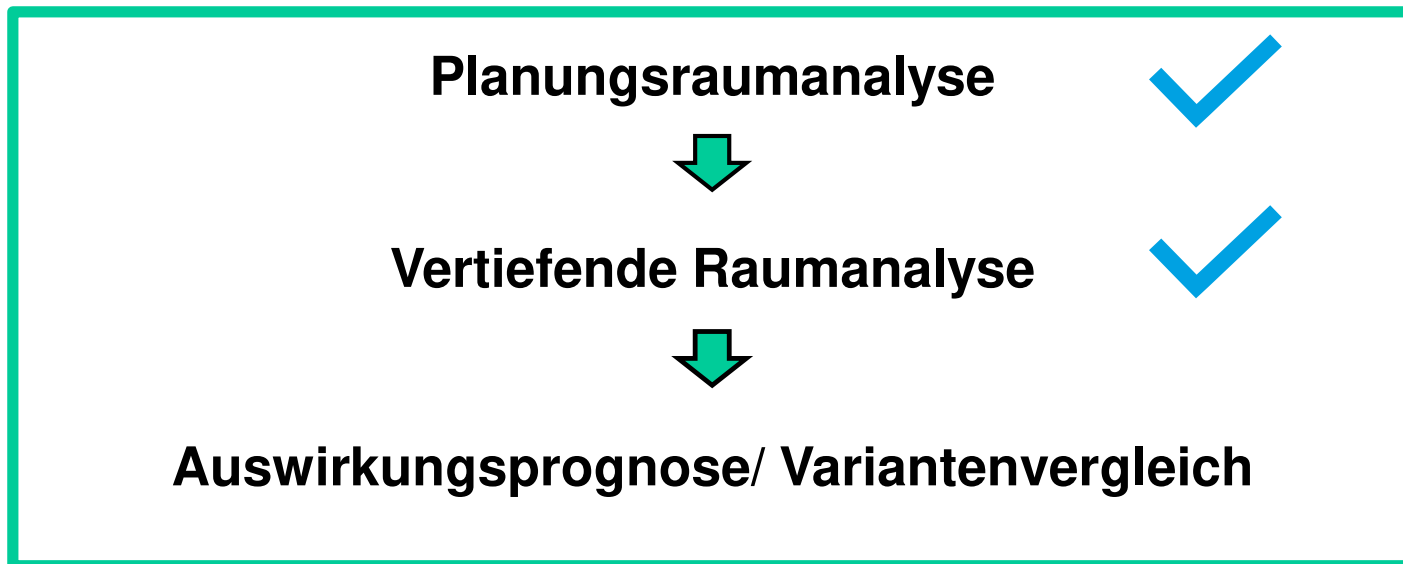 Planungsraumanalyse
Vertiefende Raumanalyse
Auswirkungsprognose/ Variantenvergleich